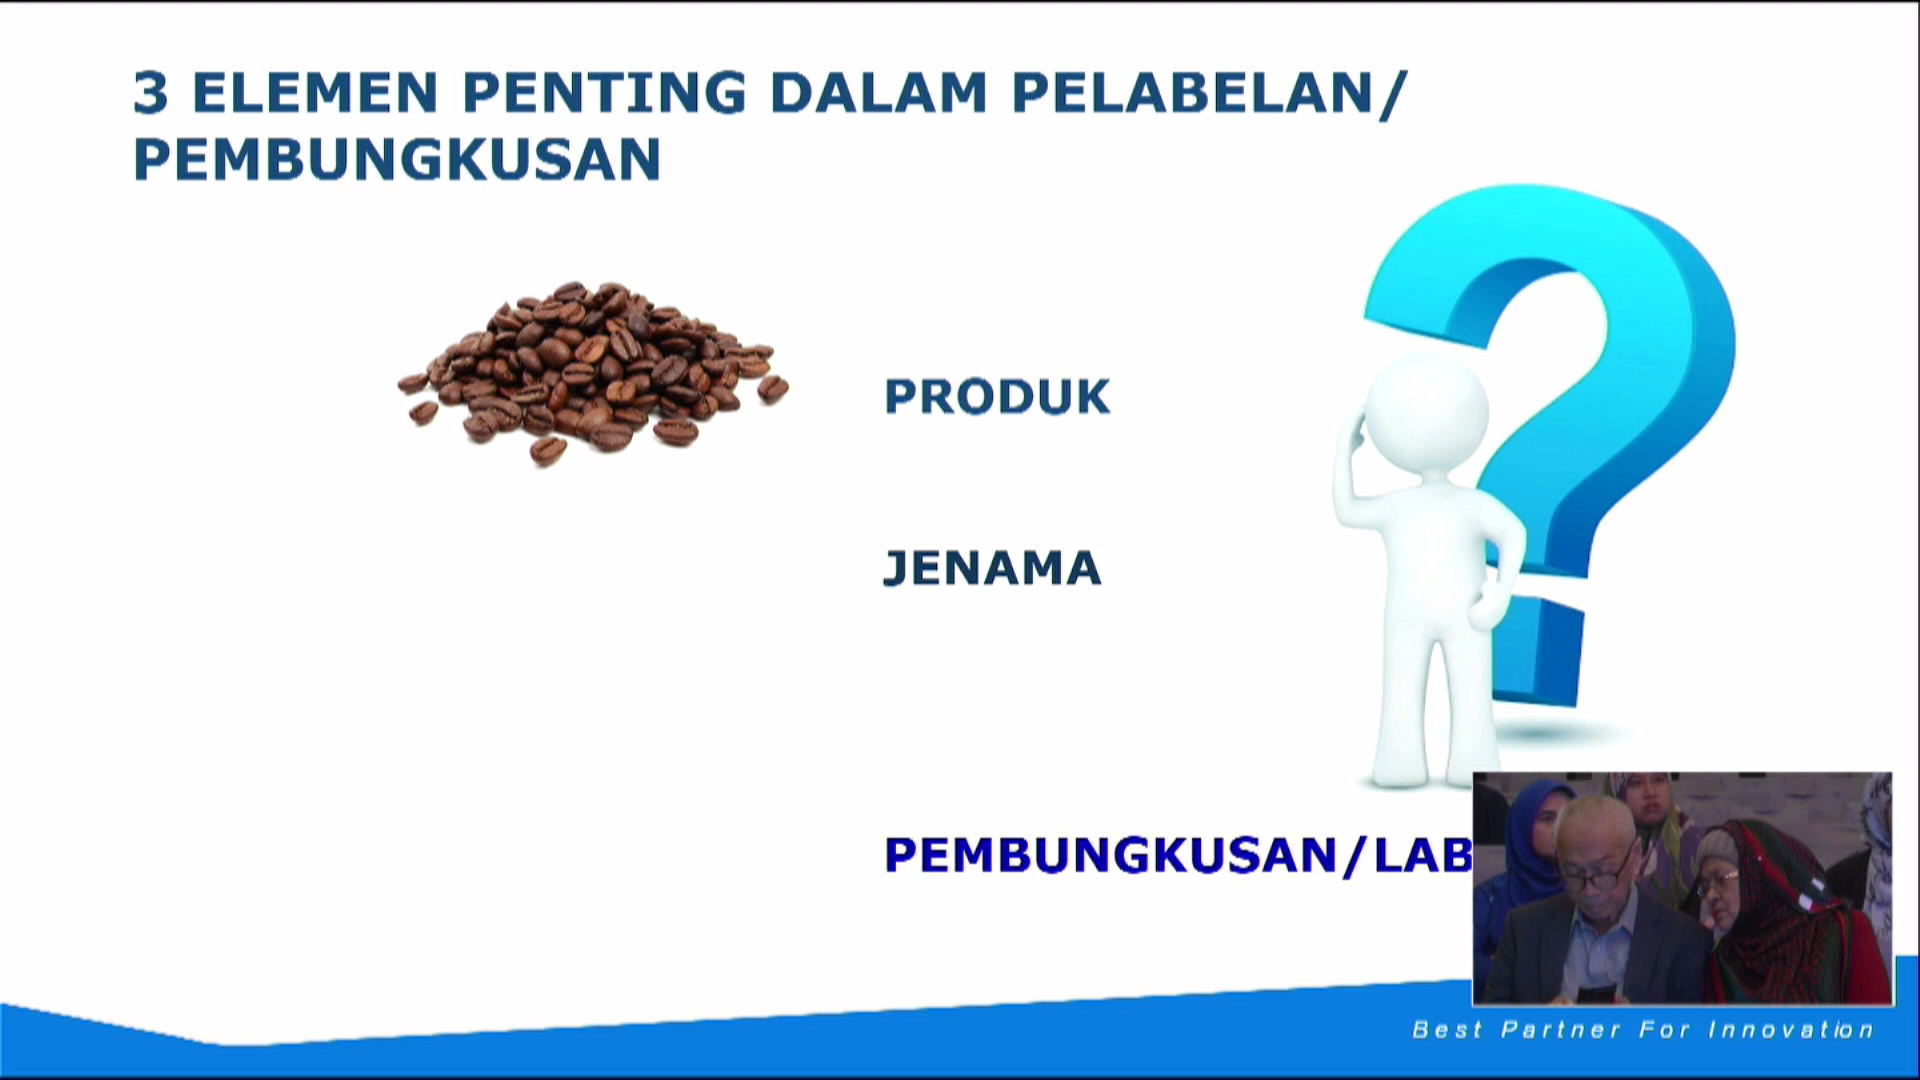 3 ELEMEN PENTING DALAM PELABELAN/
PEMBUNGKUSAN
PRODUK
JENAMA
PEMBUNGKUSAN/LAB
Best Partner For Innovation